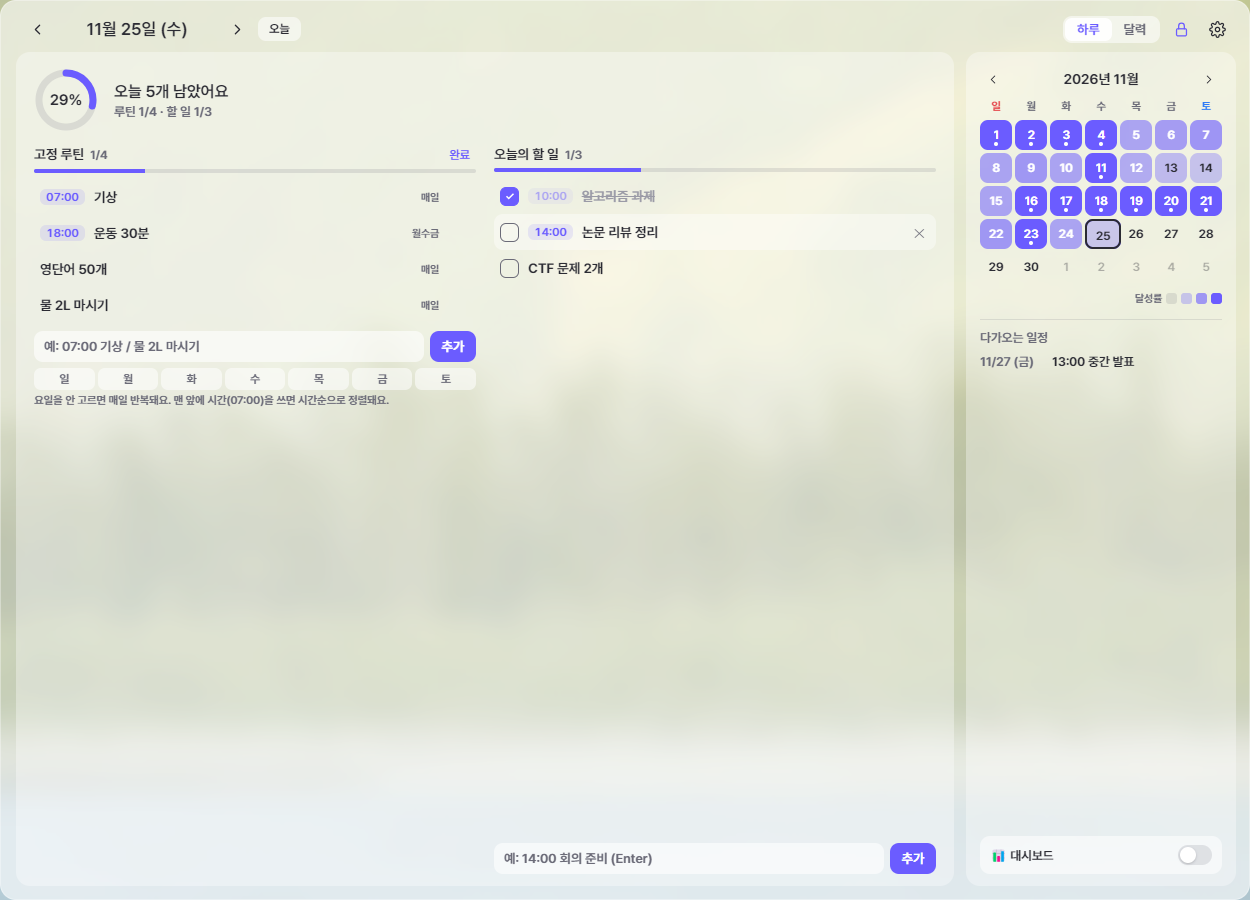 11월 25일 (수)
오늘
하루
달력
29%
오늘 5개 남았어요
루틴 1/4 · 할 일 1/3
고정 루틴 1/4
완료
07:00 기상 매일
18:00 운동 30분 월수금
영단어 50개 매일
물 2L 마시기 매일
예: 07:00 기상 / 물 2L 마시기
추가
일 월 화 수 목 금 토
요일을 안 고르면 매일 반복돼요. 맨 앞에 시간(07:00)을 쓰면 시간순으로 정렬돼요.
오늘의 할 일 1/3
10:00 알고리즘 과제
14:00 논문 리뷰 정리
CTF 문제 2개
예: 14:00 회의 준비 (Enter)
추가
2026년 11월
일 월 화 수 목 금 토
1 2 3 4 5 6 7
8 9 10 11 12 13 14
15 16 17 18 19 20 21
22 23 24 25 26 27 28
29 30 1 2 3 4 5
달성률
다가오는 일정
11/27 (금) 13:00 중간 발표
대시보드